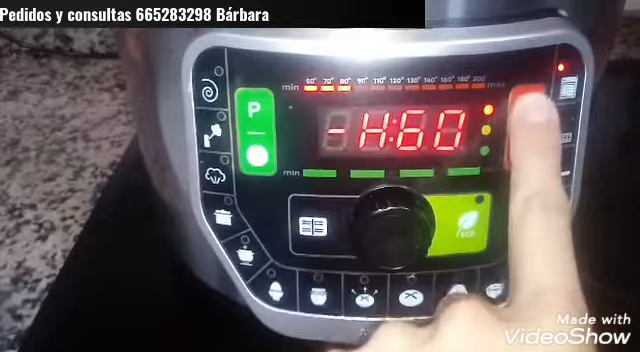 Pedidos y consultas 665283298 Bárbara
60° 70° 80° 90° 110° 120° 130° 140° 160° 180° 200
min max
P
-H:60
min
ECO
Made with
VideoShow